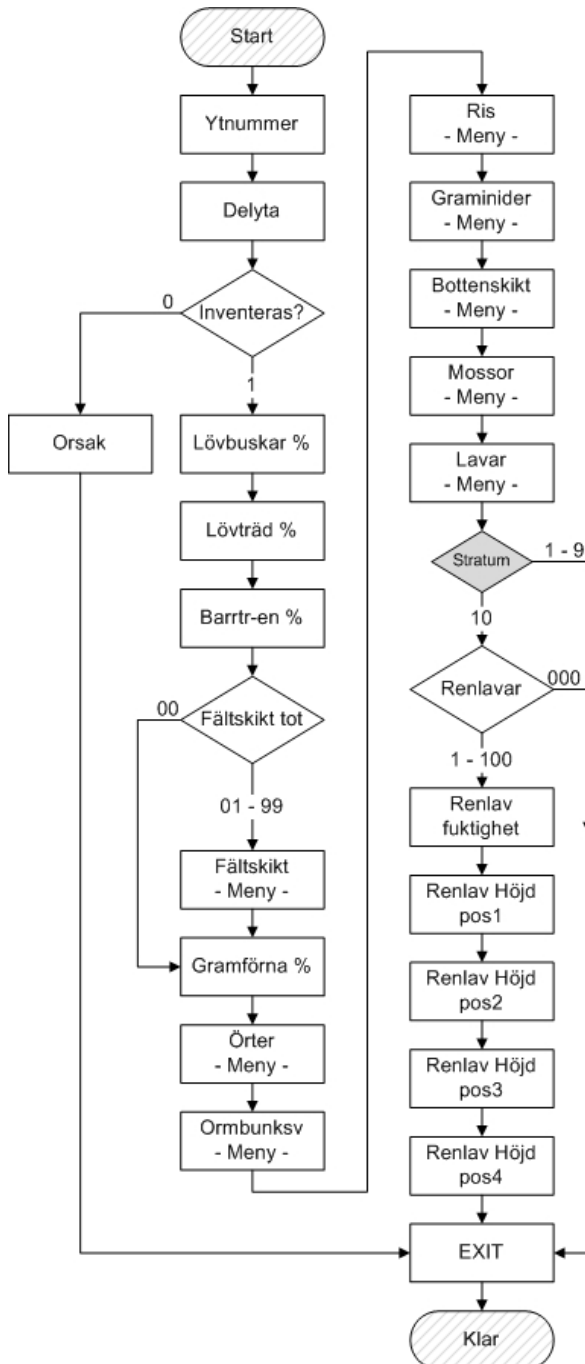 Start
Ytnummer
Delyta
Inventeras?
0
1
Orsak
Lövbuskar %
Lövträd %
Barrtr-en %
Fältskikt tot
00
01 - 99
Fältskikt
- Meny -
Gramförna %
Örter
- Meny -
Ormbunksv
- Meny -
Ris
- Meny -
Graminider
- Meny -
Bottenskikt
- Meny -
Mossor
- Meny -
Lavar
- Meny -
Stratum
1 - 9
10
Renlavar
000
1 - 100
Renlav
fuktighet
Renlav Höjd
pos1
Renlav Höjd
pos2
Renlav Höjd
pos3
Renlav Höjd
pos4
EXIT
Klar